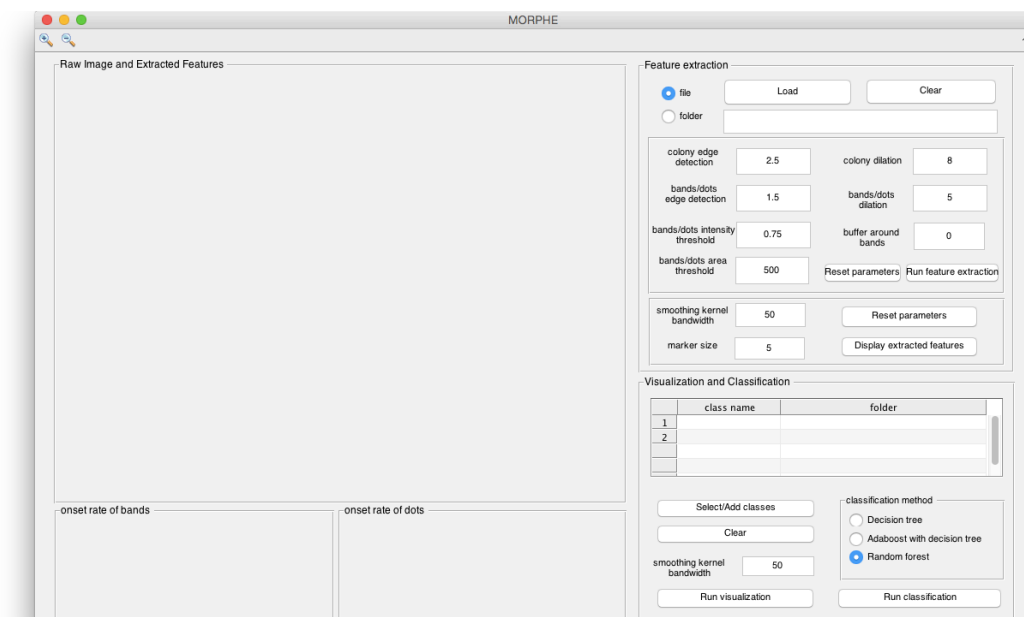 MORPHE
Raw Image and Extracted Features
Feature extraction
file
Load
Clear
folder
colony edge
detection
2.5
colony dilation
8
bands/dots
edge detection
1.5
bands/dots
dilation
5
bands/dots intensity
threshold
0.75
buffer around
bands
0
bands/dots area
threshold
500
Reset parameters
Run feature extraction
smoothing kernel
bandwidth
50
Reset parameters
marker size
5
Display extracted features
Visualization and Classification
class name
folder
1
2
onset rate of bands
onset rate of dots
Select/Add classes
Clear
smoothing kernel
bandwidth
50
Run visualization
classification method
Decision tree
Adaboost with decision tree
Random forest
Run classification